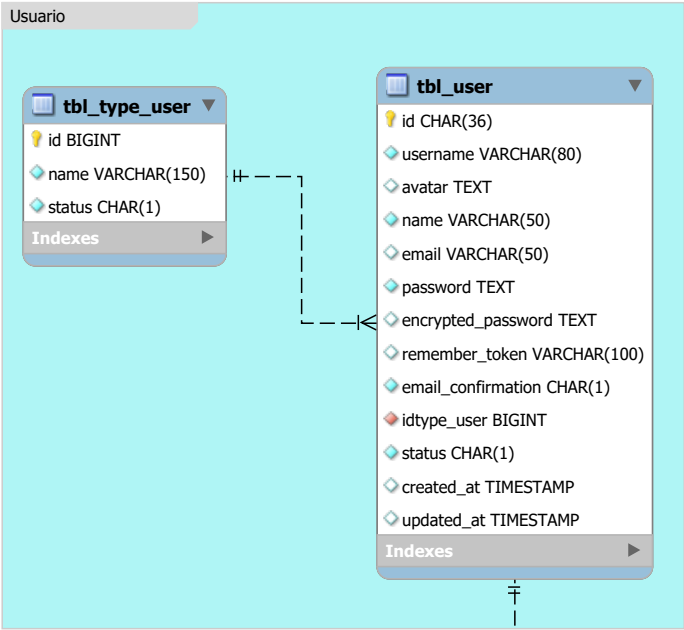 Usuario
tbl_type_user
id BIGINT
name VARCHAR(150)
status CHAR(1)
Indexes
tbl_user
id CHAR(36)
username VARCHAR(80)
avatar TEXT
name VARCHAR(50)
email VARCHAR(50)
password TEXT
encrypted_password TEXT
remember_token VARCHAR(100)
email_confirmation CHAR(1)
idtype_user BIGINT
status CHAR(1)
created_at TIMESTAMP
updated_at TIMESTAMP
Indexes